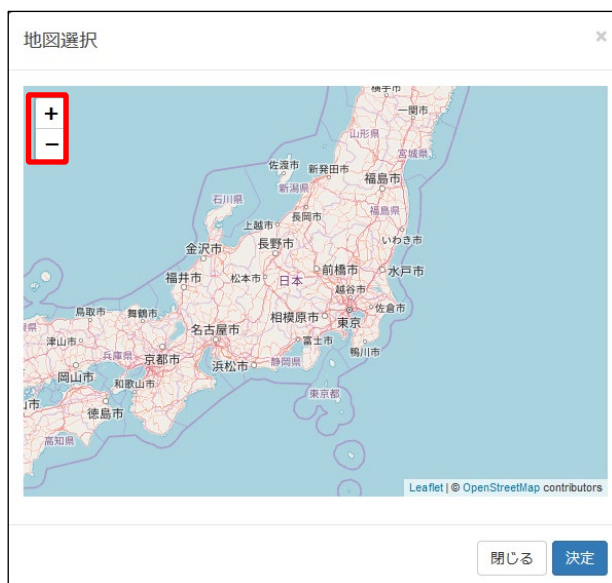 地図選択
×
+
−
横手市
一関市
山形県
宮城県
佐渡市
新発田市
福島市
新潟県
石川県
長岡市
福島県
上越市
いわき市
金沢市
長野市
前橋市
水戸市
福井市
松本市
日本
越谷市
鳥取市
舞鶴市
相模原市
佐倉市
名古屋市
東京
津山市
富士市
兵庫県
京都市
静岡県
鴨川市
浜松市
岡山市
和歌山市
東京都
徳島市
高知県
Leaflet | © OpenStreetMap contributors
閉じる
決定